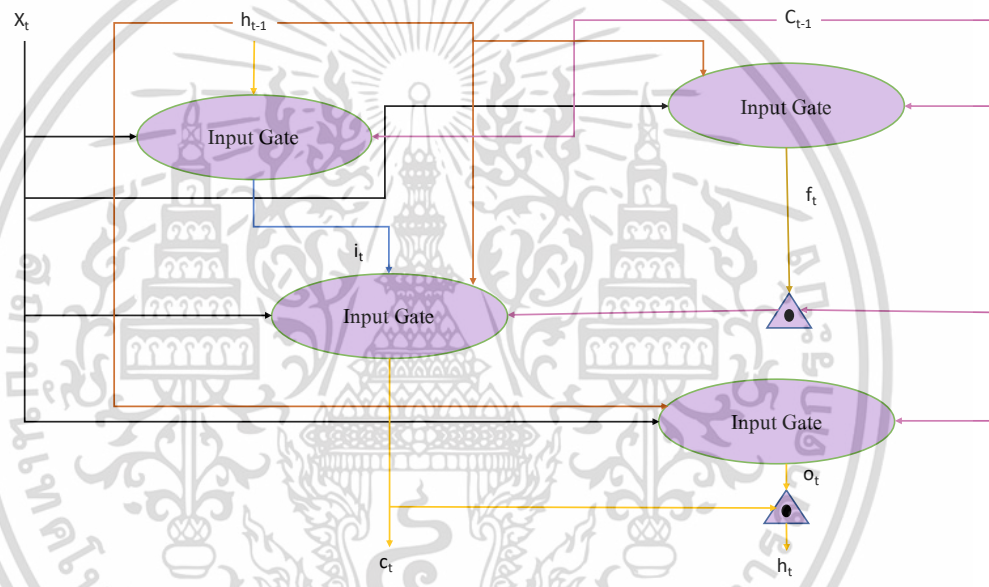 Xt
ht-1
Ct-1
Input Gate
Input Gate
ft
it
Input Gate
Input Gate
ot
ct
ht